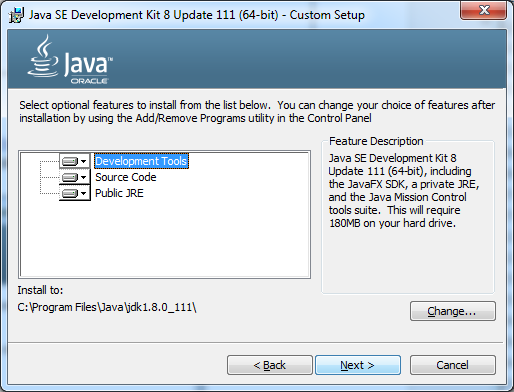 Java SE Development Kit 8 Update 111 (64-bit) - Custom Setup
Java™
ORACLE
Select optional features to install from the list below.  You can change your choice of features after
installation by using the Add/Remove Programs utility in the Control Panel
Development Tools
Source Code
Public JRE
Feature Description
Java SE Development Kit 8
Update 111 (64-bit), including
the JavaFX SDK, a private JRE,
and the Java Mission Control
tools suite.  This will require
180MB on your hard drive.
Install to:
C:\Program Files\Java\jdk1.8.0_111\
Change...
< Back
Next >
Cancel